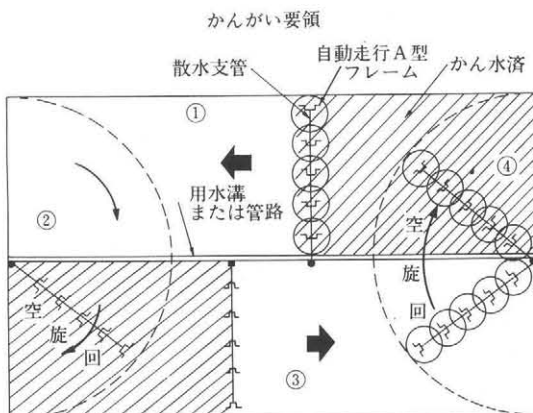 かんがい要領
自動走行A型
フレーム
散水支管
かん水済
①
④
②
用水溝
または管路
空
旋
回
空
旋
回
③